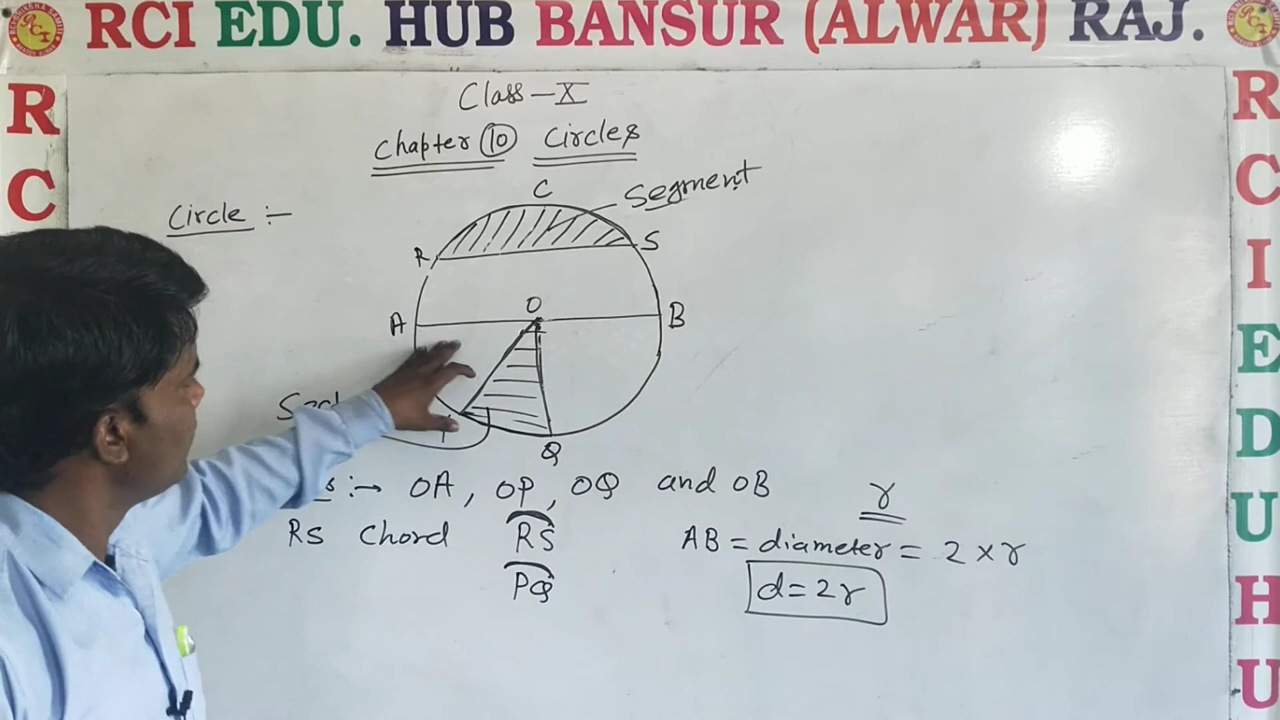 RCI EDU. HUB BANSUR (ALWAR) RAJ.
R
C
R
C
I
E
D
U
H
U
Class-X
Chapter 10 Circles
Circle :-
C
Segment
R
S
O
A
B
Q
OA, OP, OQ and OB
r
RS Chord RS
AB = diameter = 2 × r
PQ
d = 2r